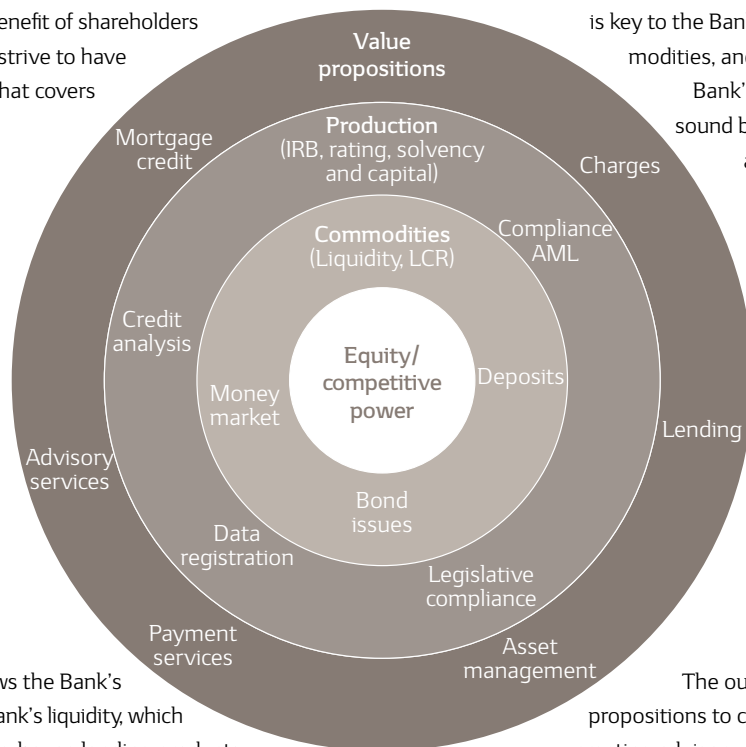 enefit of shareholders
strive to have
hat covers
is key to the Ban
modities, and
Bank's
sound b
a
Value
propositions
Mortgage
credit
Charges
Production
(IRB, rating, solvency
and capital)
Compliance
AML
Commodities
(Liquidity, LCR)
Credit
analysis
Equity/
competitive
power
Money
market
Deposits
Lending
Advisory
services
Bond
issues
Data
registration
Legislative
compliance
Payment
services
Asset
management
ws the Bank's
ank's liquidity, which
The ou
propositions to c